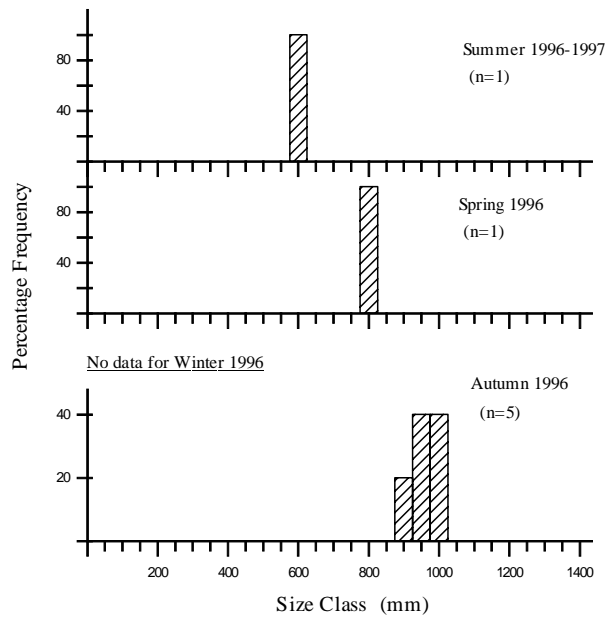 Summer 1996-1997
(n=1)
80
40
Spring 1996
(n=1)
80
40
Percentage Frequency
No data for Winter 1996
Autumn 1996
(n=5)
40
20
200 400 600 800 1000 1200 1400
Size Class (mm)